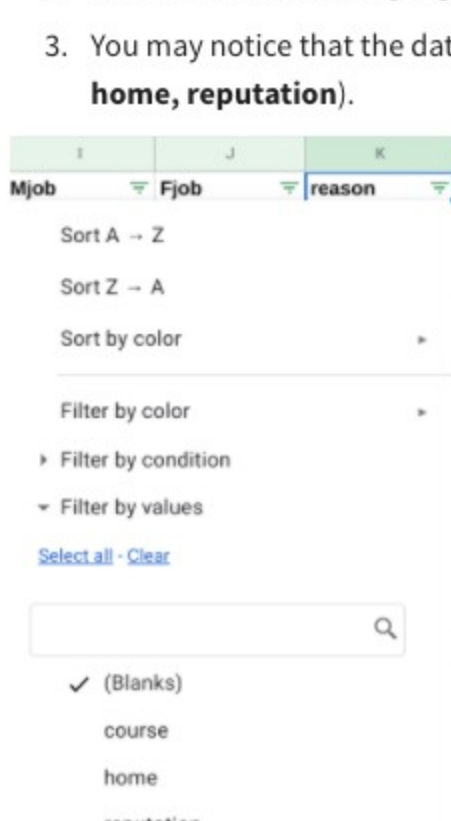 3. You may notice that the dat
home, reputation).
I J K
Mjob Fjob reason
Sort A → Z
Sort Z → A
Sort by color
Filter by color
Filter by condition
Filter by values
Select all - Clear
(Blanks)
course
home
reputation